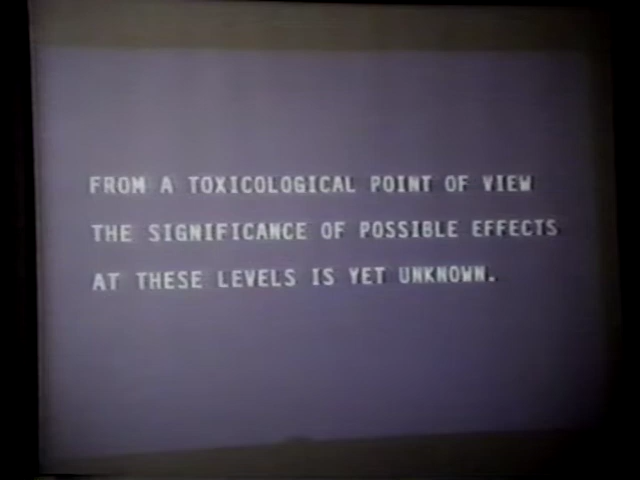 FROM A TOXICOLOGICAL POINT OF VIEW
THE SIGNIFICANCE OF POSSIBLE EFFECTS
AT THESE LEVELS IS YET UNKNOWN.